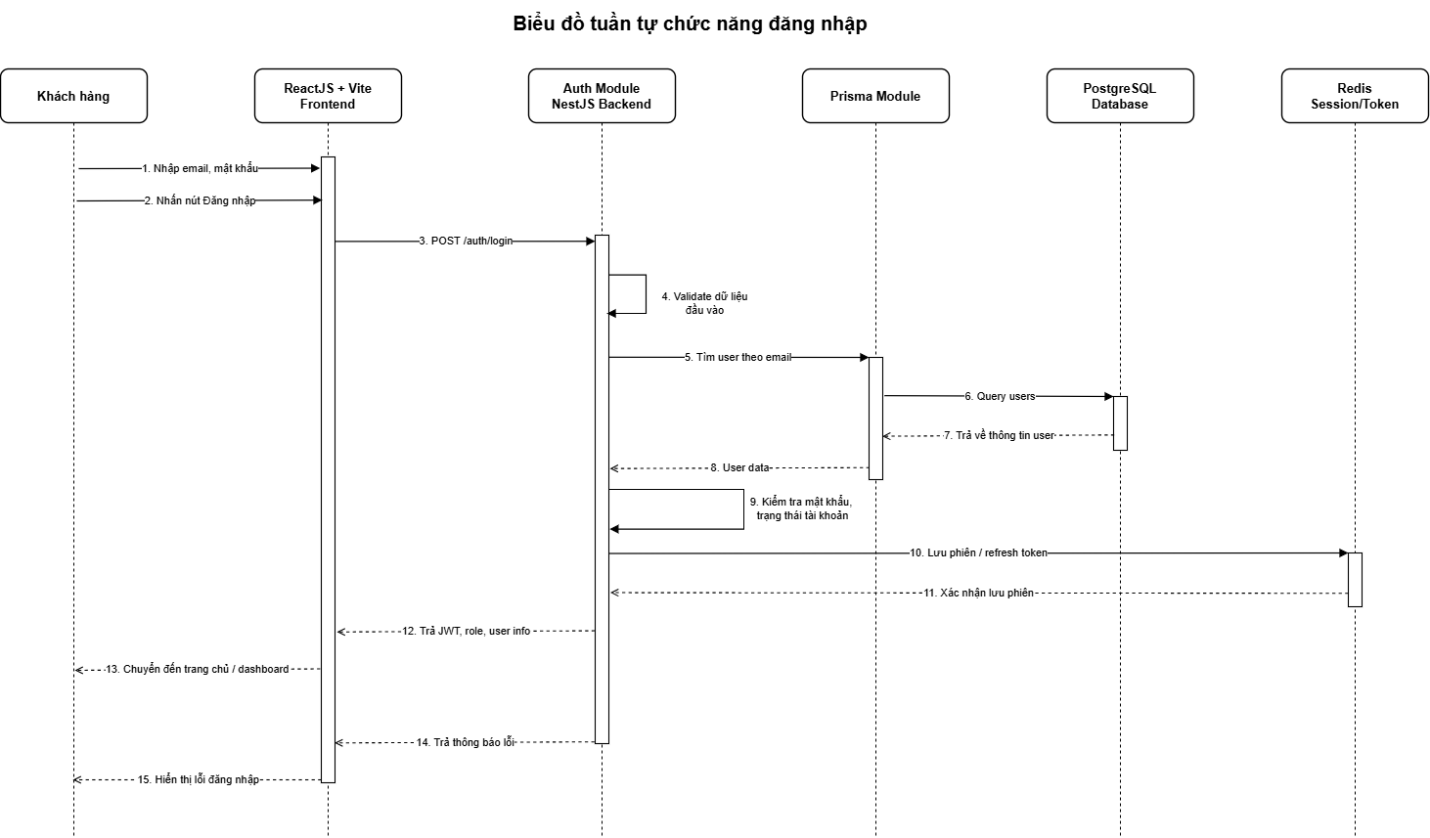 Biểu đồ tuần tự chức năng đăng nhập
Khách hàng
ReactJS + Vite
Frontend
Auth Module
NestJS Backend
Prisma Module
PostgreSQL
Database
Redis
Session/Token
1. Nhập email, mật khẩu
2. Nhấn nút Đăng nhập
3. POST /auth/login
4. Validate dữ liệu
đầu vào
5. Tìm user theo email
6. Query users
7. Trả về thông tin user
8. User data
9. Kiểm tra mật khẩu,
trạng thái tài khoản
10. Lưu phiên / refresh token
11. Xác nhận lưu phiên
12. Trả JWT, role, user info
13. Chuyển đến trang chủ / dashboard
14. Trả thông báo lỗi
15. Hiển thị lỗi đăng nhập